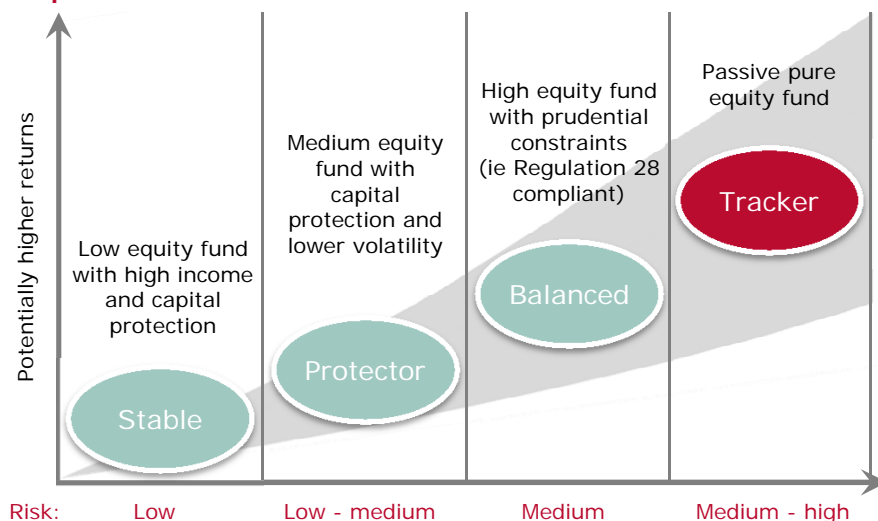 Potentially higher returns
Low equity fund
with high income
and capital
protection
Stable
Medium equity
fund with
capital
protection and
lower volatility
Protector
High equity fund
with prudential
constraints
(ie Regulation 28
compliant)
Balanced
Passive pure
equity fund
Tracker
Risk: Low Low - medium Medium Medium - high